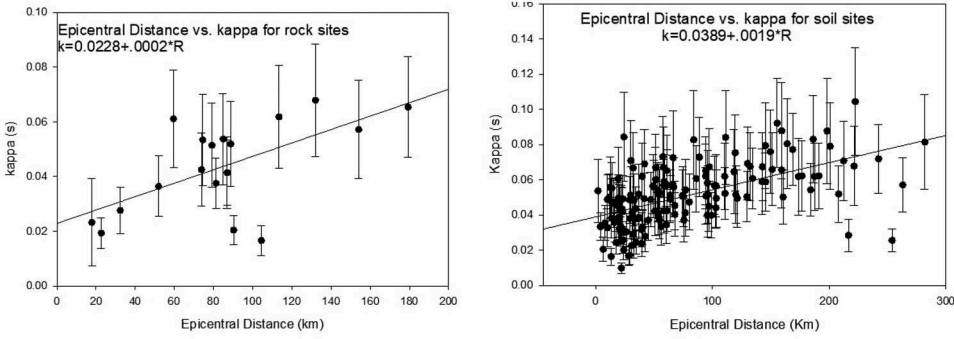 Epicentral Distance vs. kappa for rock sites
k=0.0228+.0002*R
0.10
0.08
0.06
0.04
0.02
0.00
kappa (s)
0 20 40 60 80 100 120 140 160 180 200
Epicentral Distance (km)
Epicentral Distance vs. kappa for soil sites
k=0.0389+.0019*R
0.16
0.14
0.12
0.10
0.08
0.06
0.04
0.02
0.00
Kappa (s)
0 100 200 300
Epicentral Distance (Km)